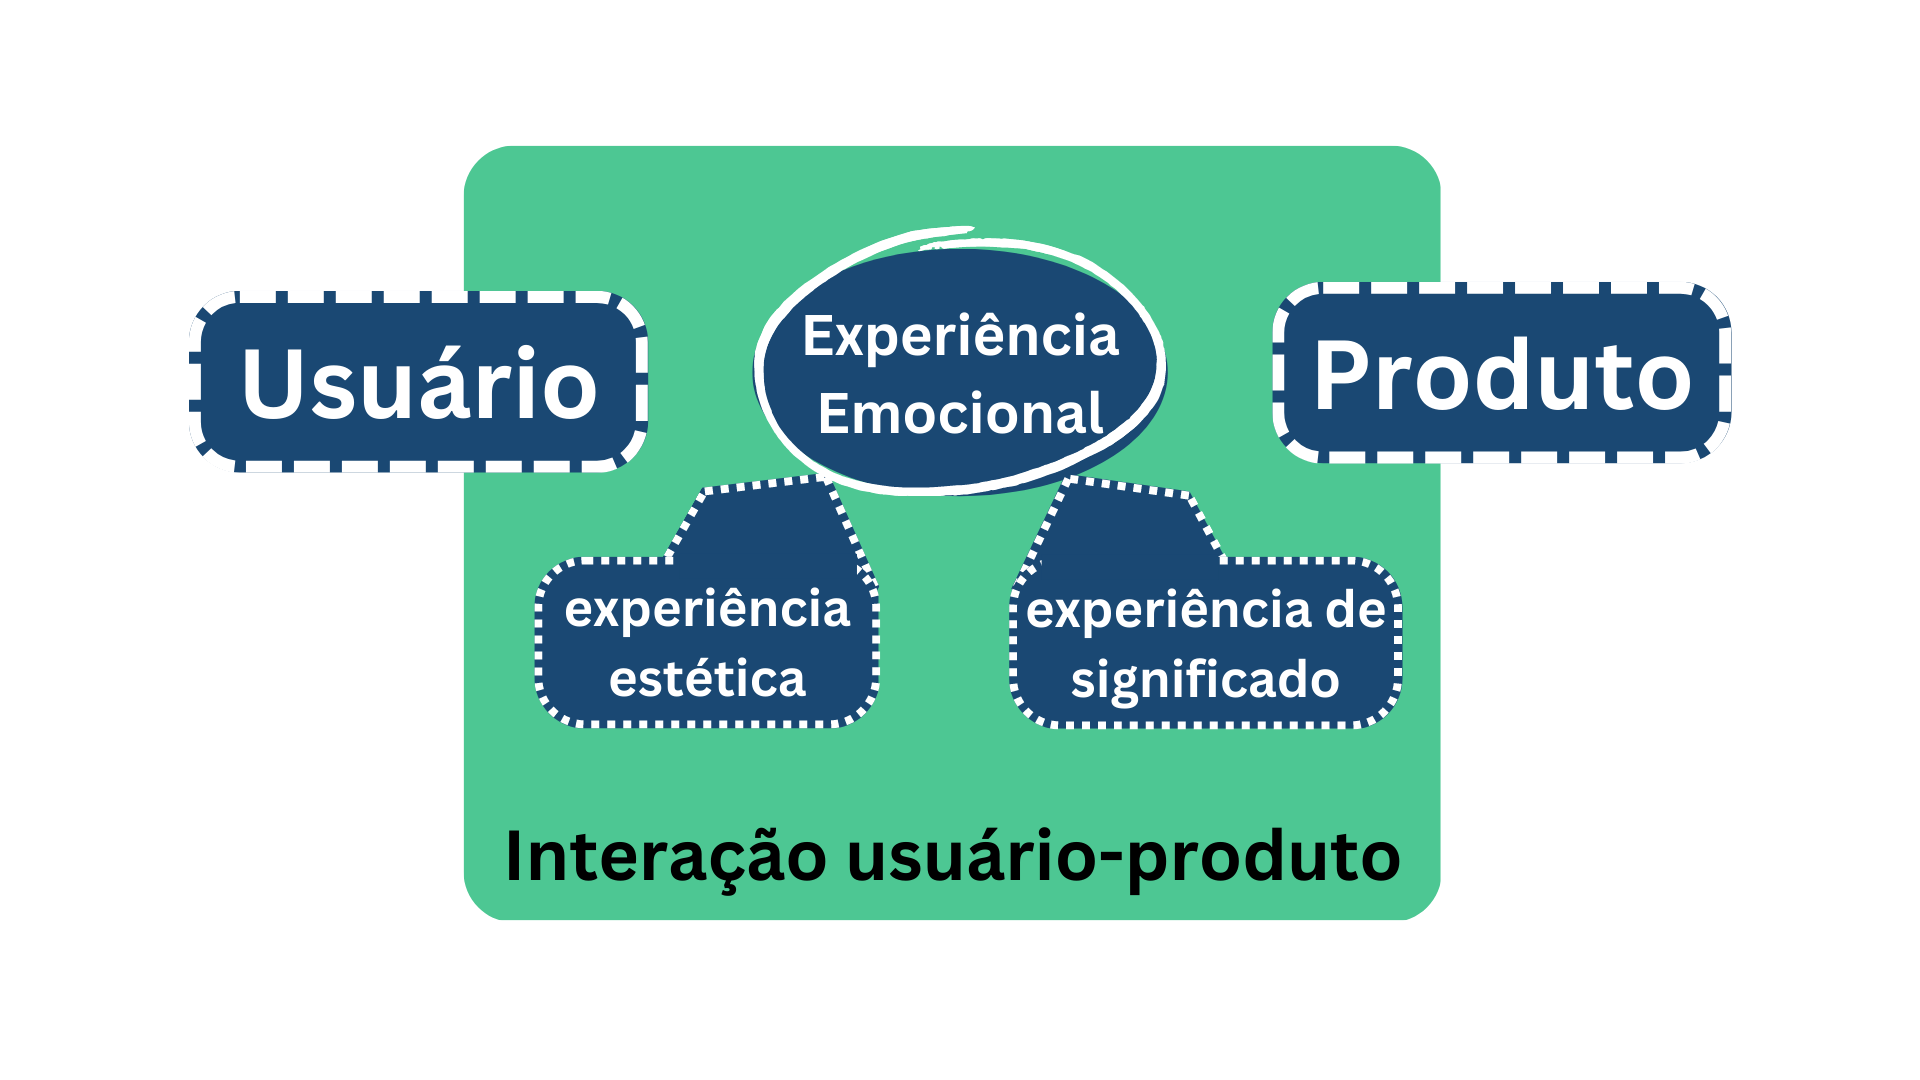 Usuário
Experiência
Emocional
Produto
experiência
estética
experiência de
significado
Interação usuário-produto